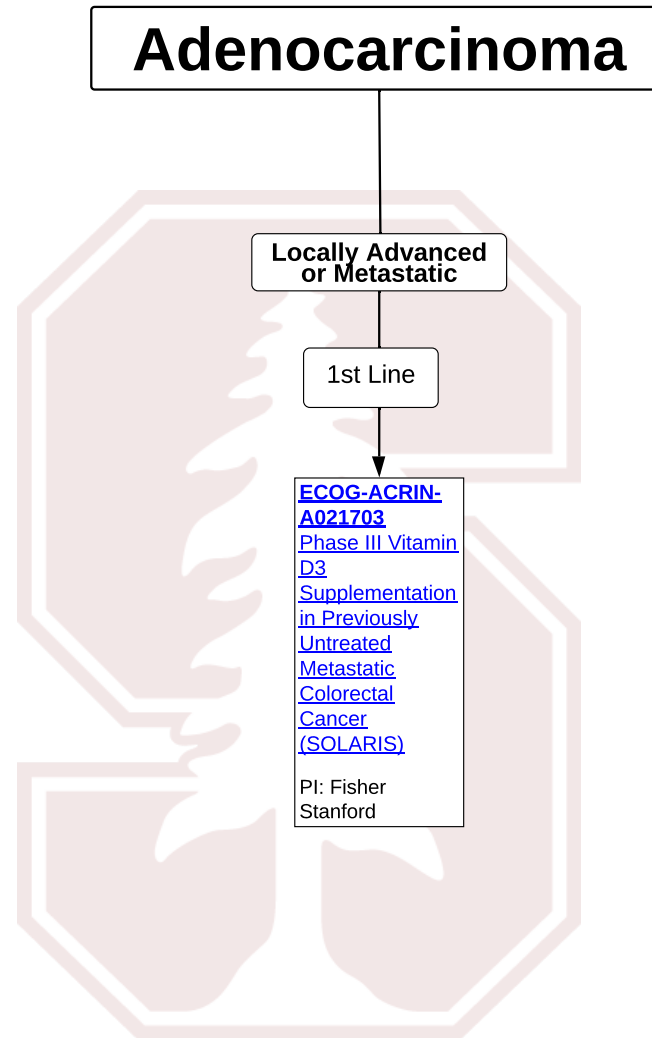 Adenocarcinoma
Locally Advanced
or Metastatic
1st Line
ECOG-ACRIN-
A021703
Phase III Vitamin
D3
Supplementation
in Previously
Untreated
Metastatic
Colorectal
Cancer
(SOLARIS)
PI: Fisher
Stanford